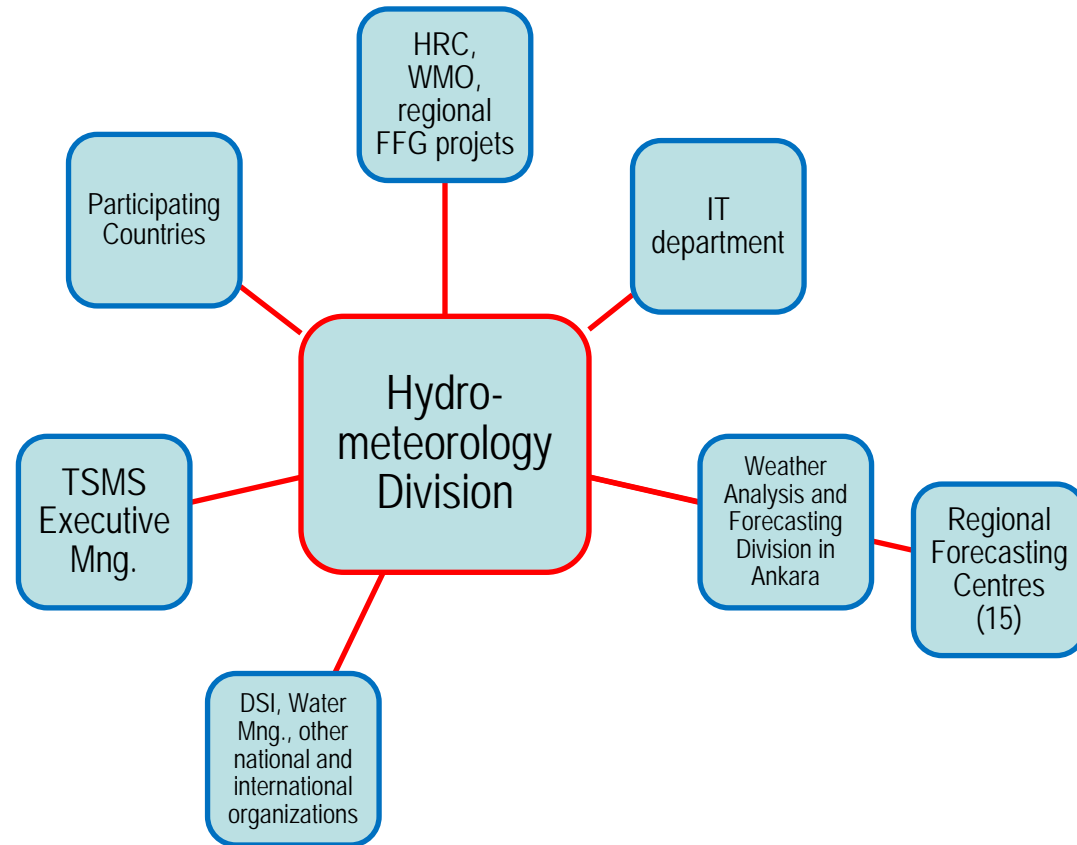 HRC,
WMO,
regional
FFG projets
Participating
Countries
IT
department
Hydro-
meteorology
Division
TSMS
Executive
Mng.
Weather
Analysis and
Forecasting
Division in
Ankara
Regional
Forecasting
Centres
(15)
DSI, Water
Mng., other
national and
international
organizations